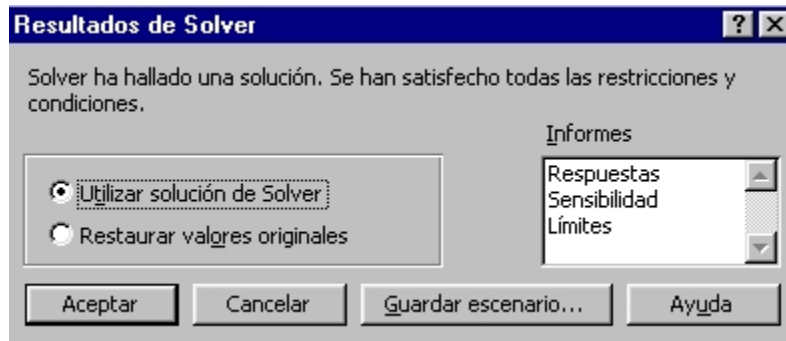 Resultados de Solver
Solver ha hallado una solución. Se han satisfecho todas las restricciones y
condiciones.
Informes
Utilizar solución de Solver
Restaurar valores originales
Respuestas
Sensibilidad
Límites
Aceptar
Cancelar
Guardar escenario...
Ayuda